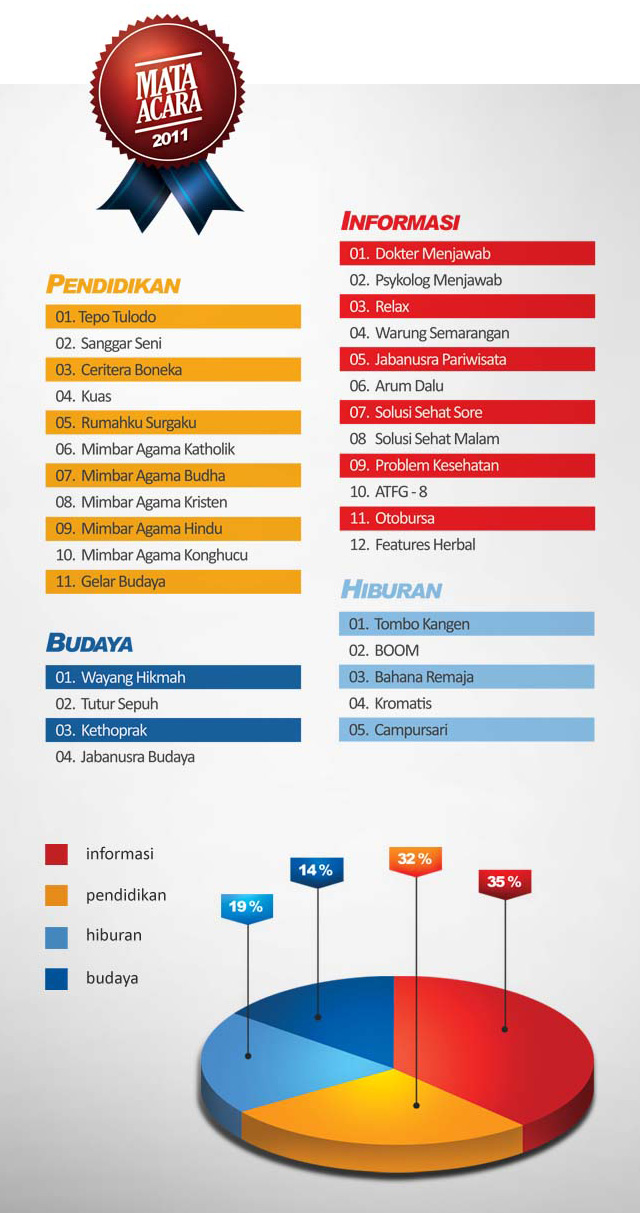 MATA
ACARA
2011
PENDIDIKAN
01. Tepo Tulodo
02. Sanggar Seni
03. Ceritera Boneka
04. Kuas
05. Rumahku Surgaku
06. Mimbar Agama Katholik
07. Mimbar Agama Budha
08. Mimbar Agama Kristen
09. Mimbar Agama Hindu
10. Mimbar Agama Konghucu
11. Gelar Budaya
BUDAYA
01. Wayang Hikmah
02. Tutur Sepuh
03. Kethoprak
04. Jabanusra Budaya
INFORMASI
01. Dokter Menjawab
02. Psykolog Menjawab
03. Relax
04. Warung Semarangan
05. Jabanusra Pariwisata
06. Arum Dalu
07. Solusi Sehat Sore
08 Solusi Sehat Malam
09. Problem Kesehatan
10. ATFG - 8
11. Otobursa
12. Features Herbal
HIBURAN
01. Tombo Kangen
02. BOOM
03. Bahana Remaja
04. Kromatis
05. Campursari
informasi
pendidikan
hiburan
budaya
19 %
14 %
32 %
35 %